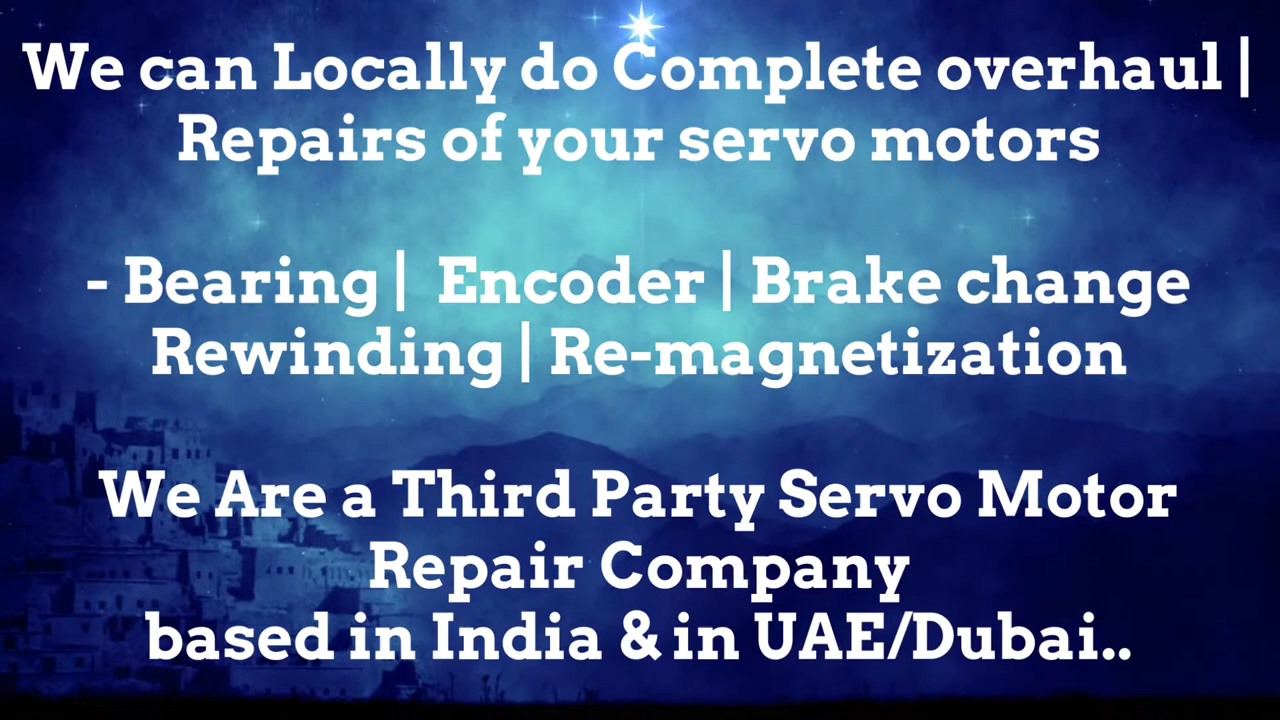 We can Locally do Complete overhaul |
Repairs of your servo motors
- Bearing | Encoder | Brake change
Rewinding | Re-magnetization
We Are a Third Party Servo Motor
Repair Company
based in India & in UAE/Dubai..